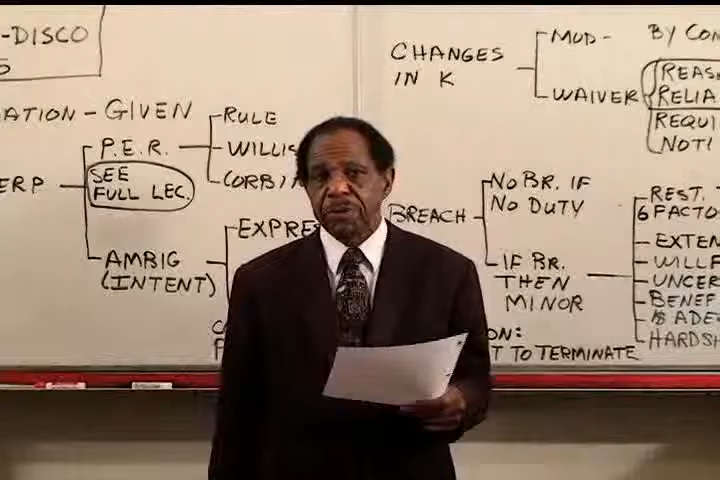 -DISCO
CHANGES
IN K
MOD-
BY CON
WAIVER
REAS
RELIA
REQUI
NOTI
ATION - GIVEN
P.E.R.
RULE
WILLIS
CORBI
ERP
SEE
FULL LEC.
AMBIG
(INTENT)
EXPRES
BREACH
NO BR. IF
NO DUTY
IF BR.
THEN
MINOR
REST.
6 FACTO
EXTEN
WILLF
UNCER
BENEF
IS ADE
HARDSH
ON:
T TO TERMINATE